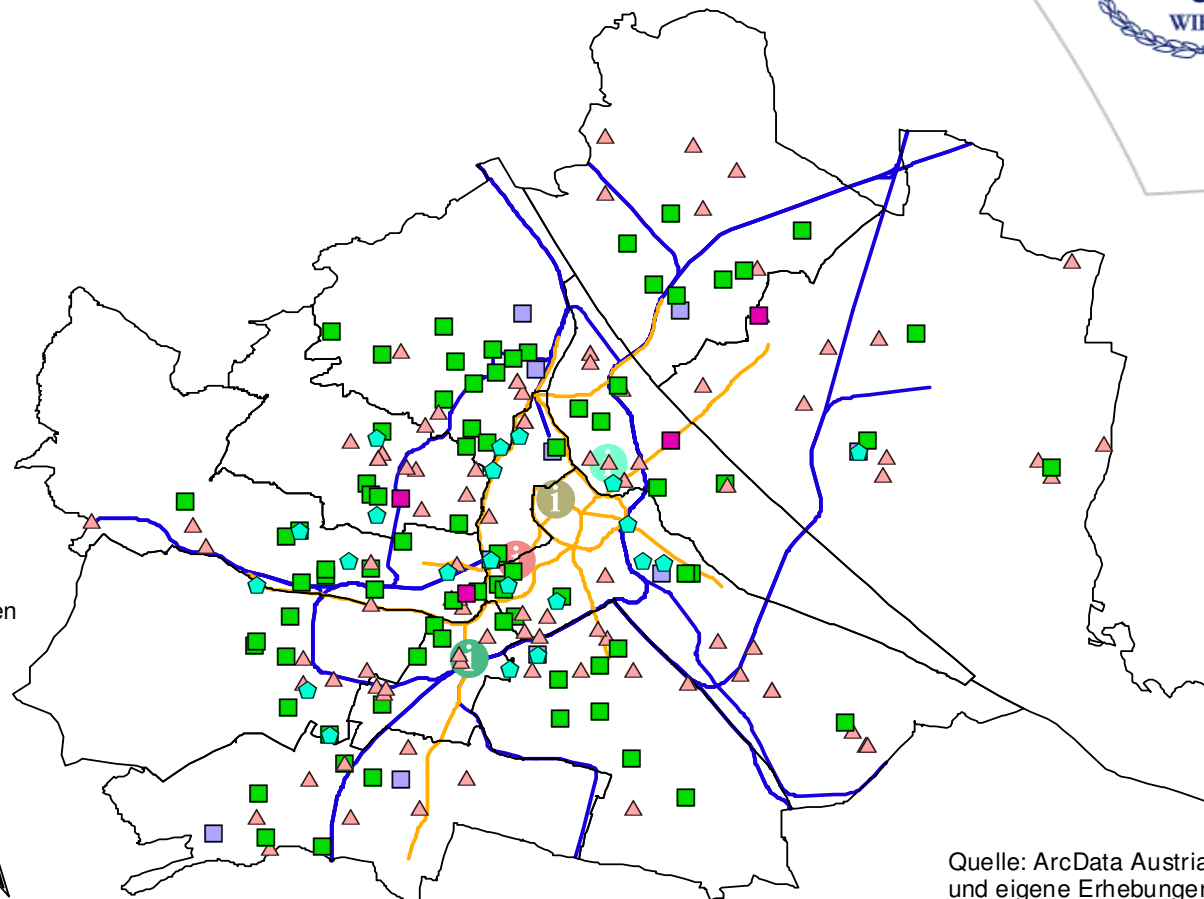 WI
en
i
i
i
i
Quelle: ArcData Austria
und eigene Erhebungen